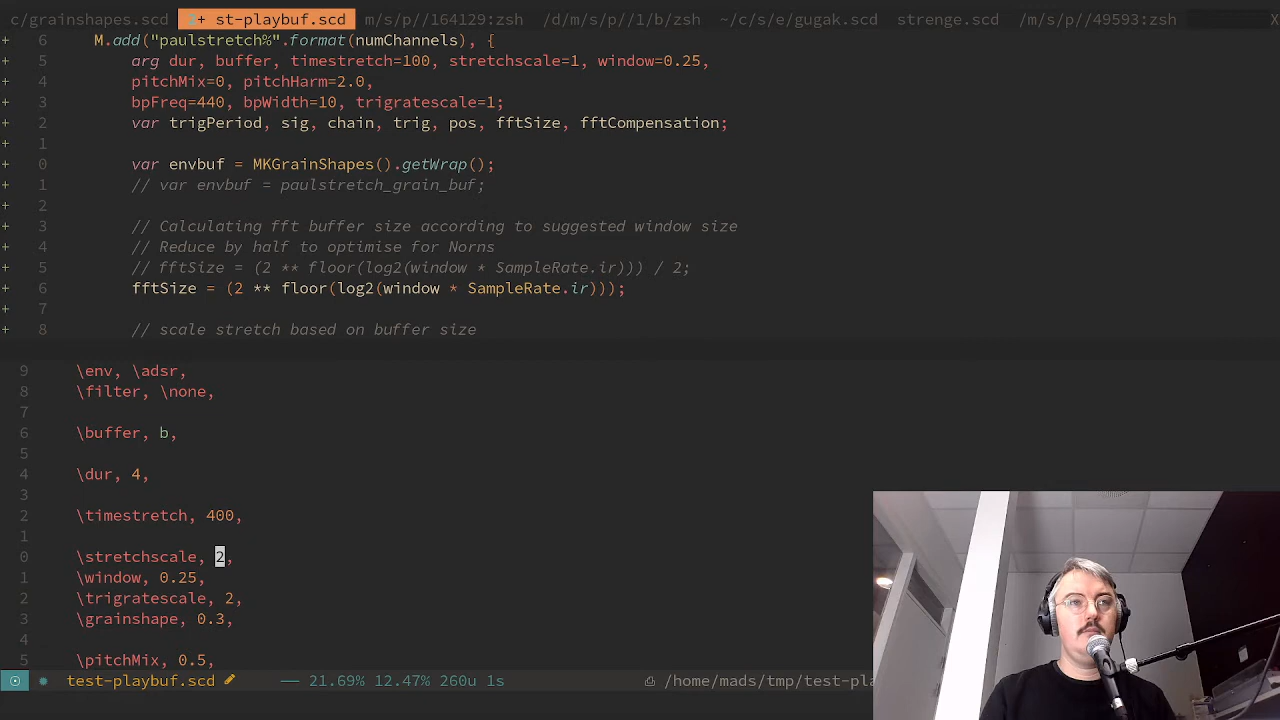 c/grainshapes.scd 1+ st-playbuf.scd m/s/p//164129:zsh /d/m/s/p//1/b/zsh ~/c/s/e/gugak.scd strenge.scd /m/s/p//49593:zsh X
+ 6 M.add("paulstretch%".format(numChannels), {
+ 5 arg dur, buffer, timestretch=100, stretchscale=1, window=0.25,
+ 4 pitchMix=0, pitchHarm=2.0,
+ 3 bpFreq=440, bpWidth=10, trigratescale=1;
+ 2 var trigPeriod, sig, chain, trig, pos, fftSize, fftCompensation;
+ 1
+ 0 var envbuf = MKGrainShapes().getWrap();
+ 1 // var envbuf = paulstretch_grain_buf;
+ 2
+ 3 // Calculating fft buffer size according to suggested window size
+ 4 // Reduce by half to optimise for Norns
+ 5 // fftSize = (2 ** floor(log2(window * SampleRate.ir))) / 2;
+ 6 fftSize = (2 ** floor(log2(window * SampleRate.ir)));
+ 7
+ 8 // scale stretch based on buffer size
9 \env, \adsr,
8 \filter, \none,
7
6 \buffer, b,
5
4 \dur, 4,
3
2 \timestretch, 400,
1
0 \stretchscale, 2,
1 \window, 0.25,
2 \trigratescale, 2,
3 \grainshape, 0.3,
4
5 \pitchMix, 0.5,
test-playbuf.scd 21.69% 12.47% 260u 1s /home/mads/tmp/test-pla